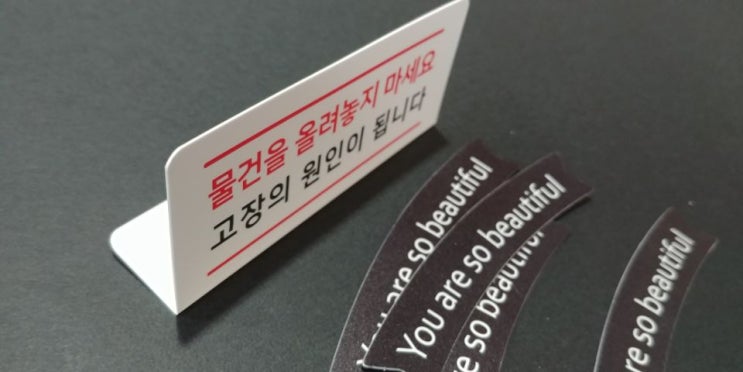 물건을 올려놓지 마세요
고장의 원인이 됩니다
You are so beautiful
You are so beautiful
are so beautiful
are so beautiful